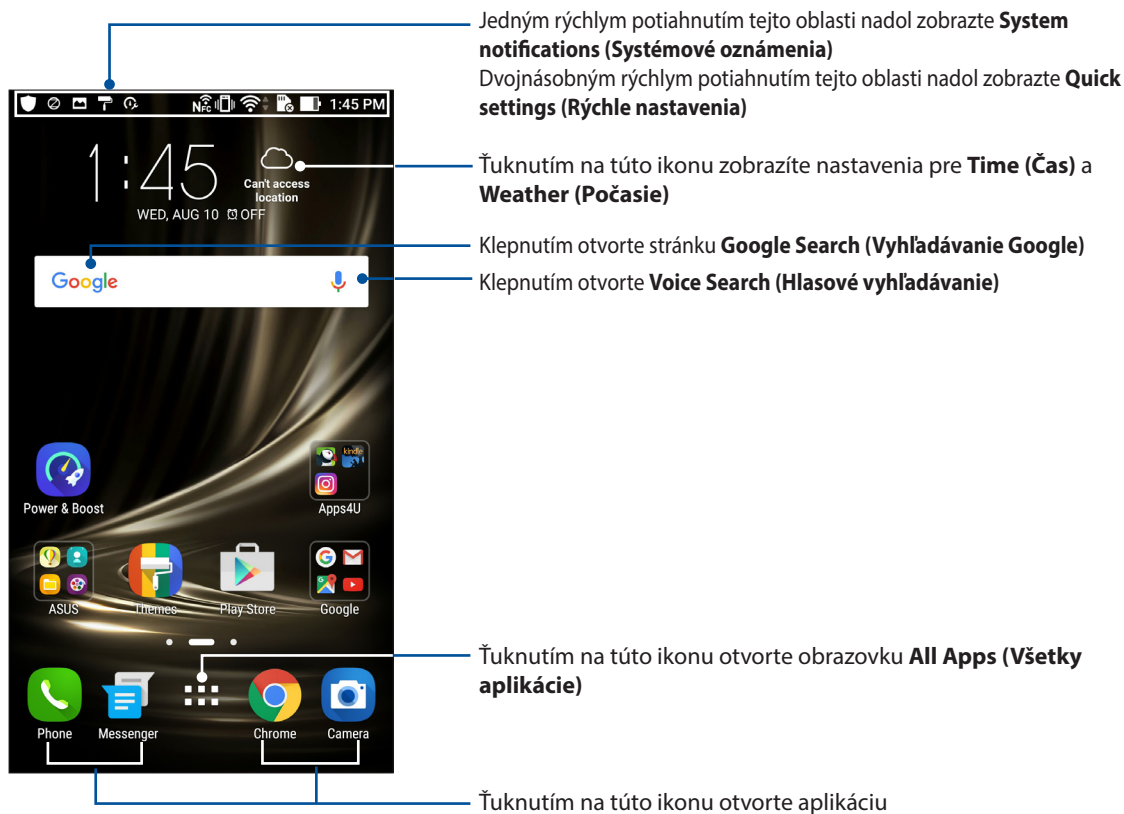 Jedným rýchlym potiahnutím tejto oblasti nadol zobrazte System
notifications (Systémové oznámenia)
Dvojnásobným rýchlym potiahnutím tejto oblasti nadol zobrazte Quick
settings (Rýchle nastavenia)
NFC 1:45 PM
1:45
Can't access
location
WED, AUG 10 OFF
Ťuknutím na túto ikonu zobrazíte nastavenia pre Time (Čas) a
Weather (Počasie)
Klepnutím otvorte stránku Google Search (Vyhľadávanie Google)
Google
Klepnutím otvorte Voice Search (Hlasové vyhľadávanie)
kindle
Power & Boost
Apps4U
ASUS
Themes
Play Store
Google
Ťuknutím na túto ikonu otvorte obrazovku All Apps (Všetky
aplikácie)
Phone
Messenger
Chrome
Camera
Ťuknutím na túto ikonu otvorte aplikáciu